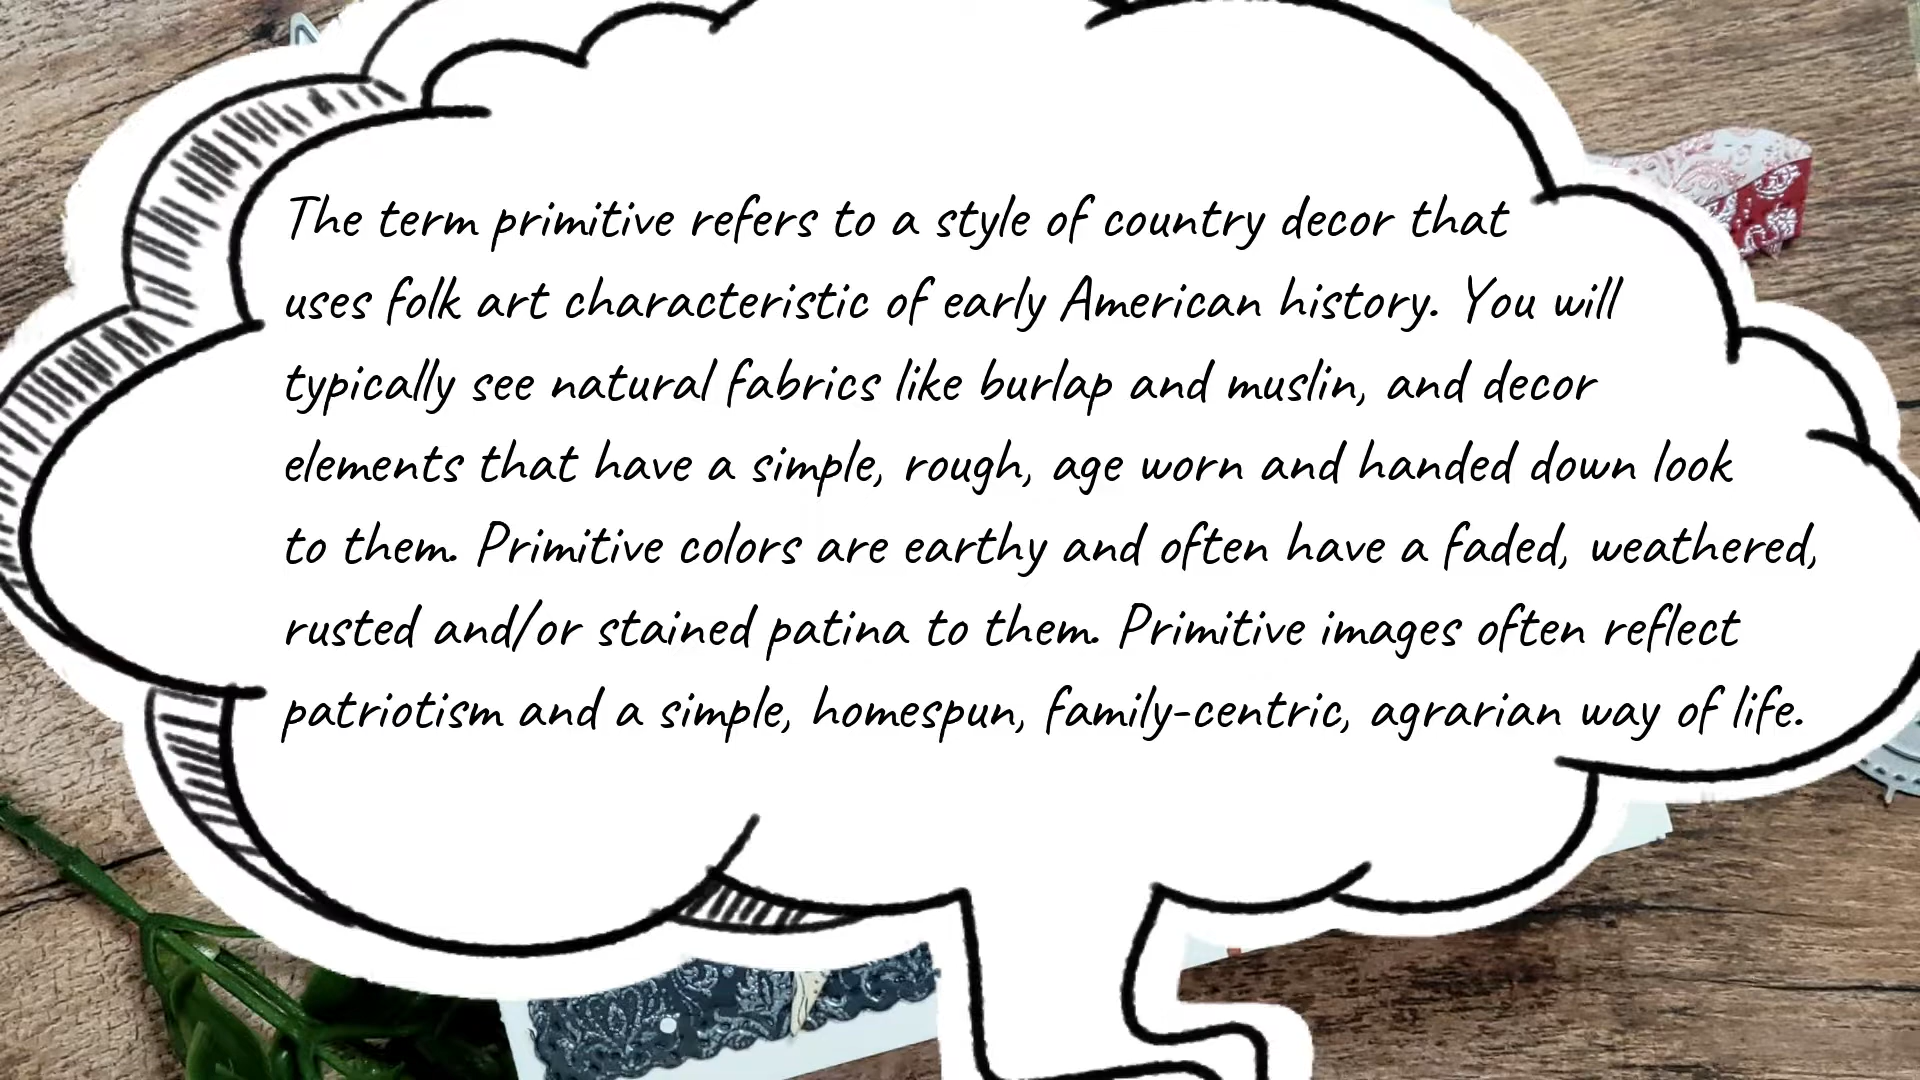 The term primitive refers to a style of country decor that
uses folk art characteristic of early American history. You will
typically see natural fabrics like burlap and muslin, and decor
elements that have a simple, rough, age worn and handed down look
to them. Primitive colors are earthy and often have a faded, weathered,
rusted and/or stained patina to them. Primitive images often reflect
patriotism and a simple, homespun, family-centric, agrarian way of life.